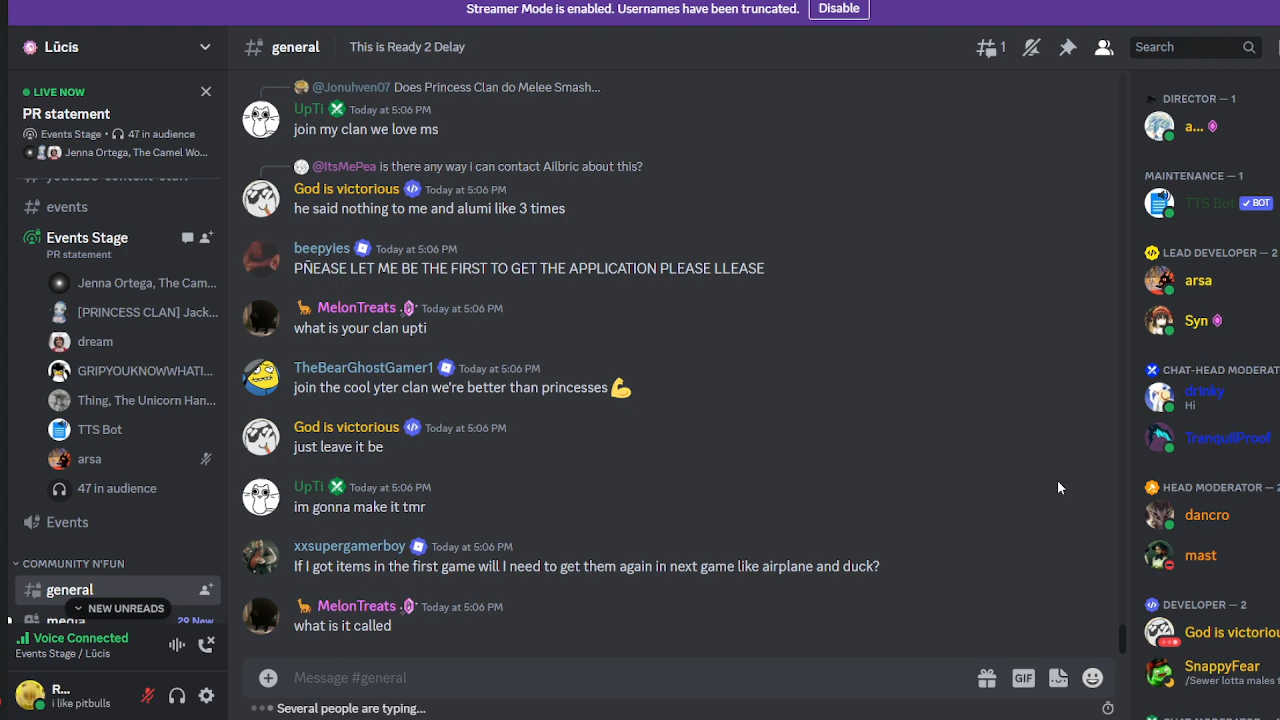 Streamer Mode is enabled. Usernames have been truncated.
Disable
Lūcis
LIVE NOW
PR statement
Events Stage • 47 in audience
Jenna Ortega, The Camel Wo...
events
Events Stage
PR statement
Jenna Ortega, The Cam...
[PRINCESS CLAN] Jack...
dream
GRIPYOUKNOWWHATI...
Thing, The Unicorn Han...
TTS Bot
arsa
47 in audience
Events
COMMUNITY N'FUN
general
NEW UNREADS
media
29 New
Voice Connected
Events Stage / Lūcis
R...
i like pitbulls
general
This is Ready 2 Delay
1
Search
@Jonuhven07 Does Princess Clan do Melee Smash...
UpTi Today at 5:06 PM
join my clan we love ms
@ItsMePea is there any way i can contact Ailbric about this?
God is victorious Today at 5:06 PM
he said nothing to me and alumi like 3 times
beepyies Today at 5:06 PM
PÑEASE LET ME BE THE FIRST TO GET THE APPLICATION PLEASE LLEASE
MelonTreats Today at 5:06 PM
what is your clan upti
TheBearGhostGamer1 Today at 5:06 PM
join the cool yter clan we're better than princesses 💪
God is victorious Today at 5:06 PM
just leave it be
UpTi Today at 5:06 PM
im gonna make it tmr
xxsupergamerboy Today at 5:06 PM
If I got items in the first game will I need to get them again in next game like airplane and duck?
MelonTreats Today at 5:06 PM
what is it called
Message #general
GIF
Several people are typing...
DIRECTOR — 1
a...
MAINTENANCE — 1
TTS Bot ✓ BOT
LEAD DEVELOPER — 2
arsa
Syn
CHAT-HEAD MODERAT
drinky
Hi
TranquilProof
HEAD MODERATOR — 2
dancro
mast
DEVELOPER — 2
God is victoriou
SnappyFear
/Sewer lotta males t